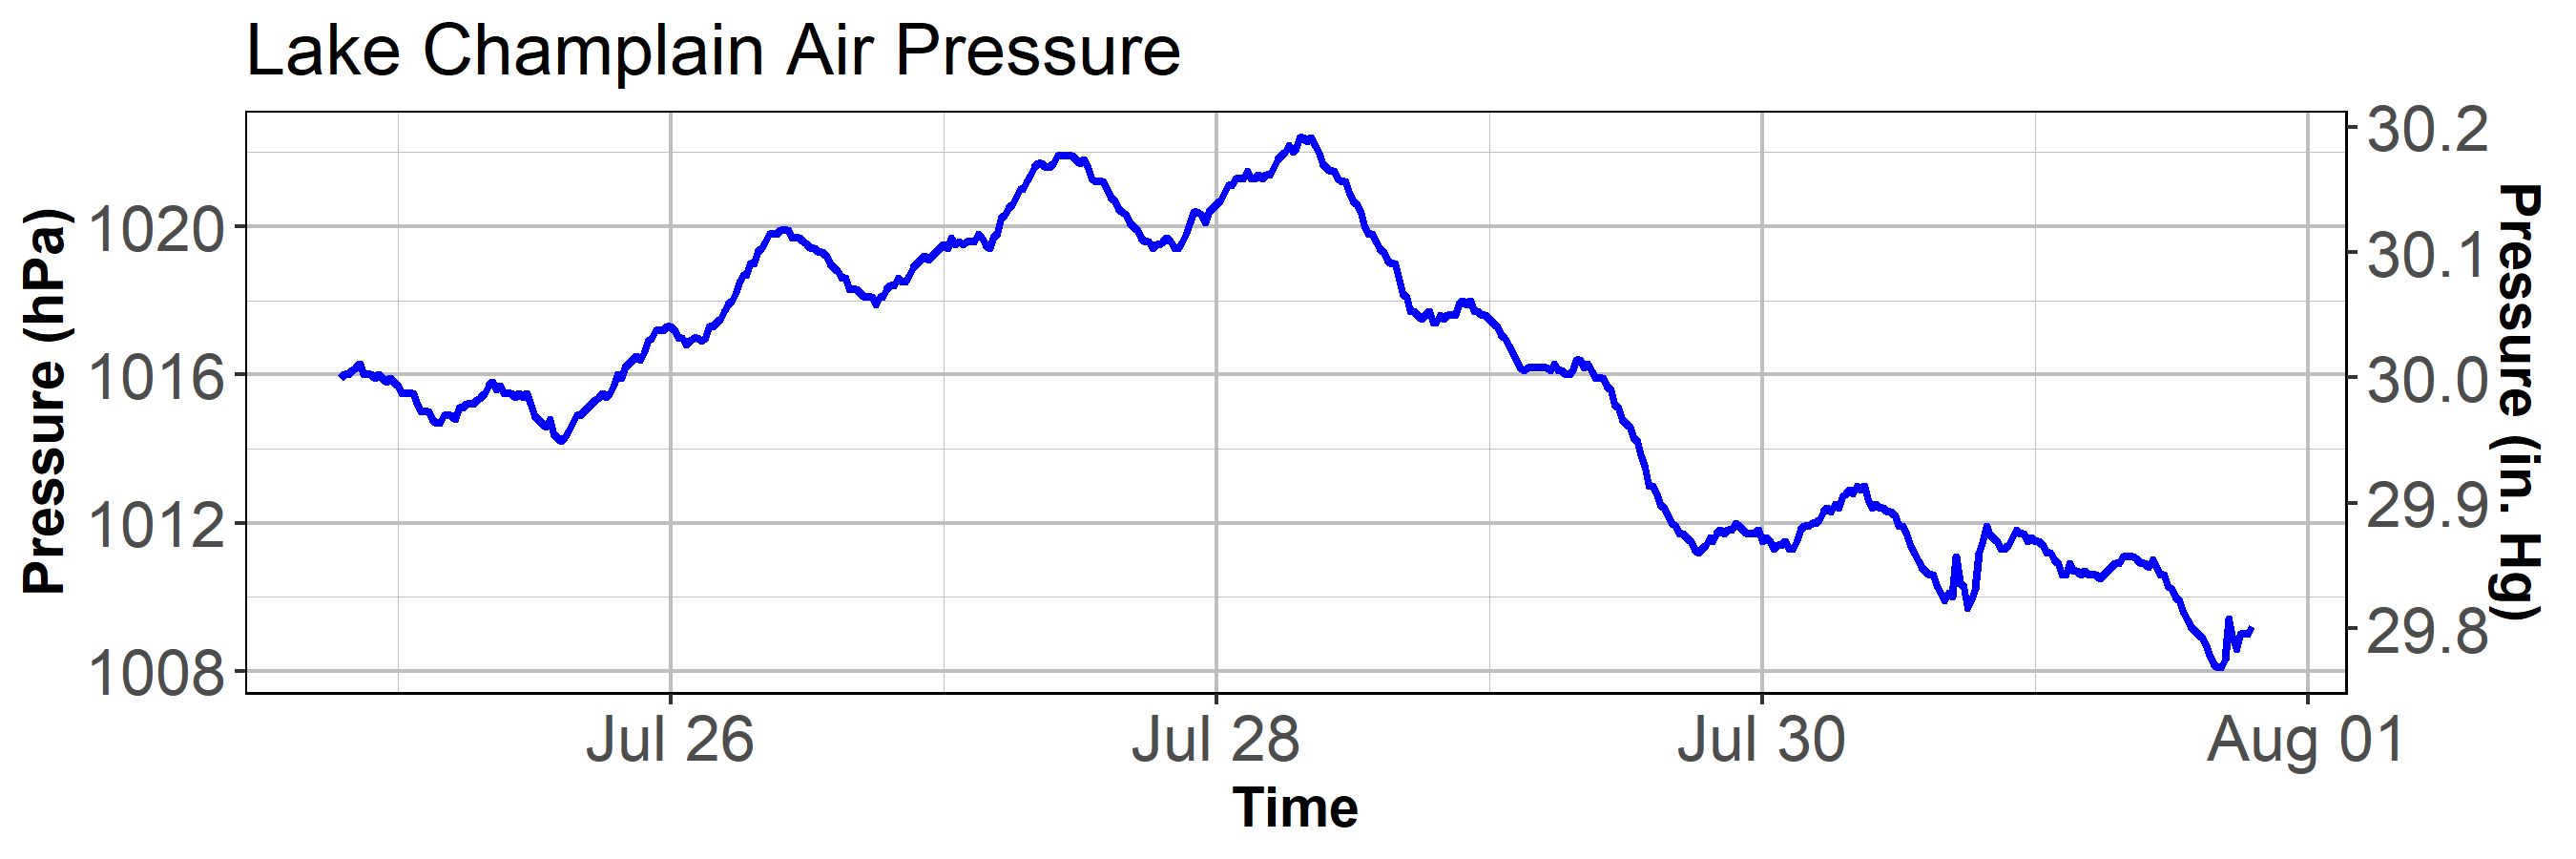 Lake Champlain Air Pressure
Pressure (hPa)
1020
1016
1012
1008
30.2
30.1
30.0
29.9
29.8
Pressure (in. Hg)
Jul 26
Jul 28
Jul 30
Aug 01
Time